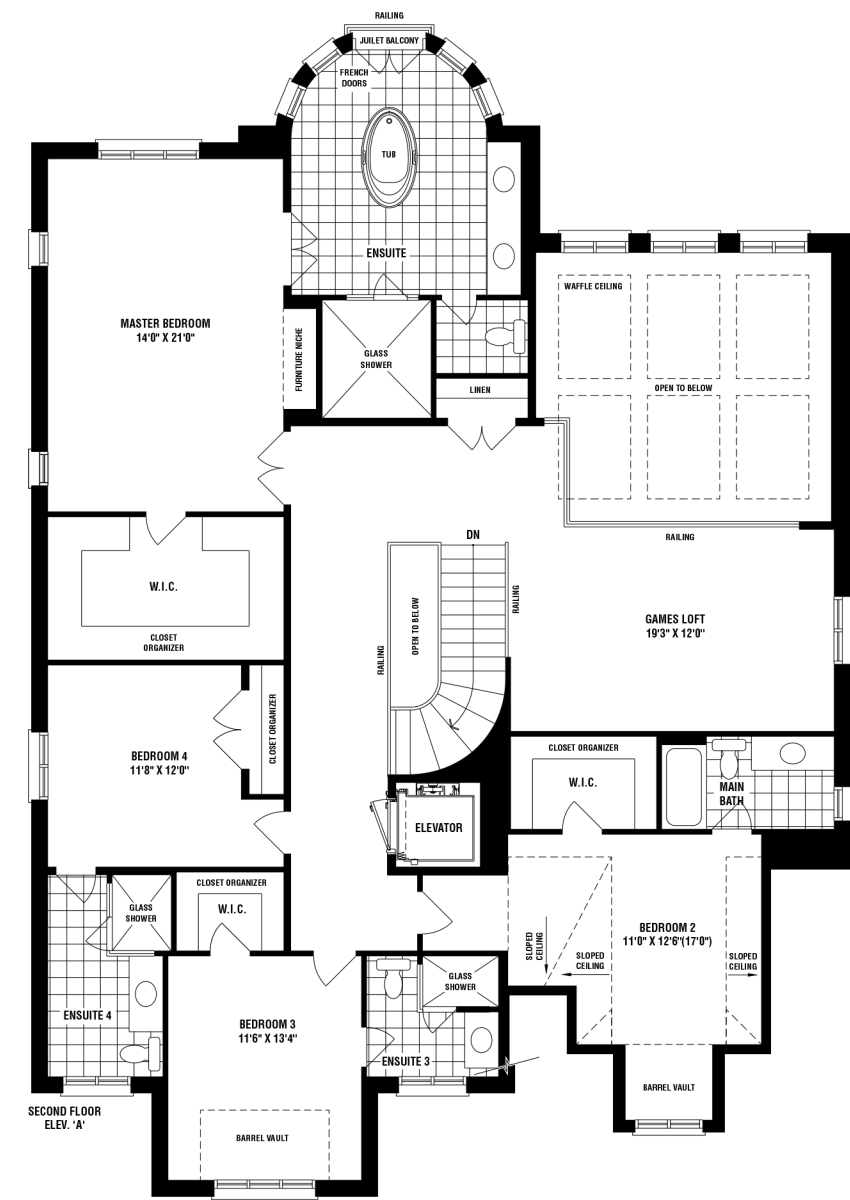 RAILING
JUILET BALCONY
FRENCH
DOORS
TUB
ENSUITE
WAFFLE CEILING
MASTER BEDROOM
14'0" X 21'0"
FURNITURE NICHE
GLASS
SHOWER
LINEN
OPEN TO BELOW
DN
RAILING
W.I.C.
CLOSET
ORGANIZER
OPEN TO BELOW
RAILING
RAILING
GAMES LOFT
19'3" X 12'0"
CLOSET ORGANIZER
BEDROOM 4
11'8" X 12'0"
CLOSET ORGANIZER
W.I.C.
MAIN
BATH
ELEVATOR
CLOSET ORGANIZER
W.I.C.
GLASS
SHOWER
BEDROOM 2
11'0" X 12'6"(17'0")
SLOPED
CEILING
SLOPED
CEILING
SLOPED
CEILING
GLASS
SHOWER
ENSUITE 4
BEDROOM 3
11'6" X 13'4"
ENSUITE 3
BARREL VAULT
SECOND FLOOR
ELEV. 'A'
BARREL VAULT